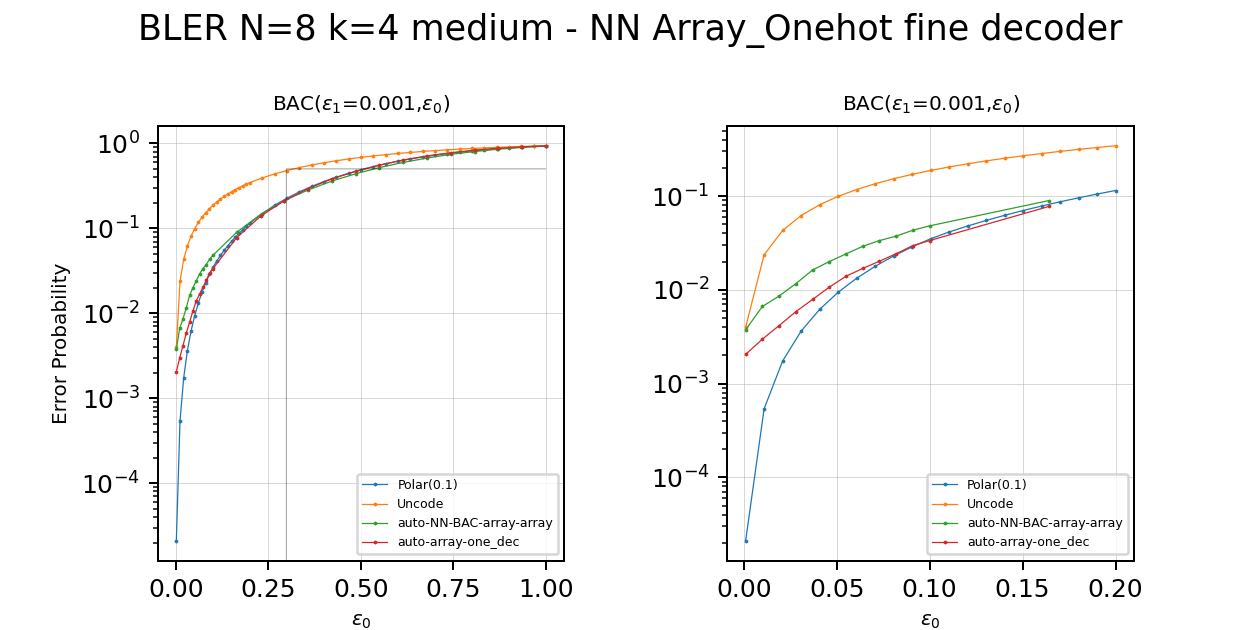 BLER N=8 k=4 medium - NN Array_Onehot fine decoder
BAC(ε₁=0.001,ε₀)
Error Probability
10⁰
10⁻¹
10⁻²
10⁻³
10⁻⁴
0.00 0.25 0.50 0.75 1.00
ε₀
Polar(0.1)
Uncode
auto-NN-BAC-array-array
auto-array-one_dec
BAC(ε₁=0.001,ε₀)
10⁻¹
10⁻²
10⁻³
10⁻⁴
0.00 0.05 0.10 0.15 0.20
ε₀
Polar(0.1)
Uncode
auto-NN-BAC-array-array
auto-array-one_dec